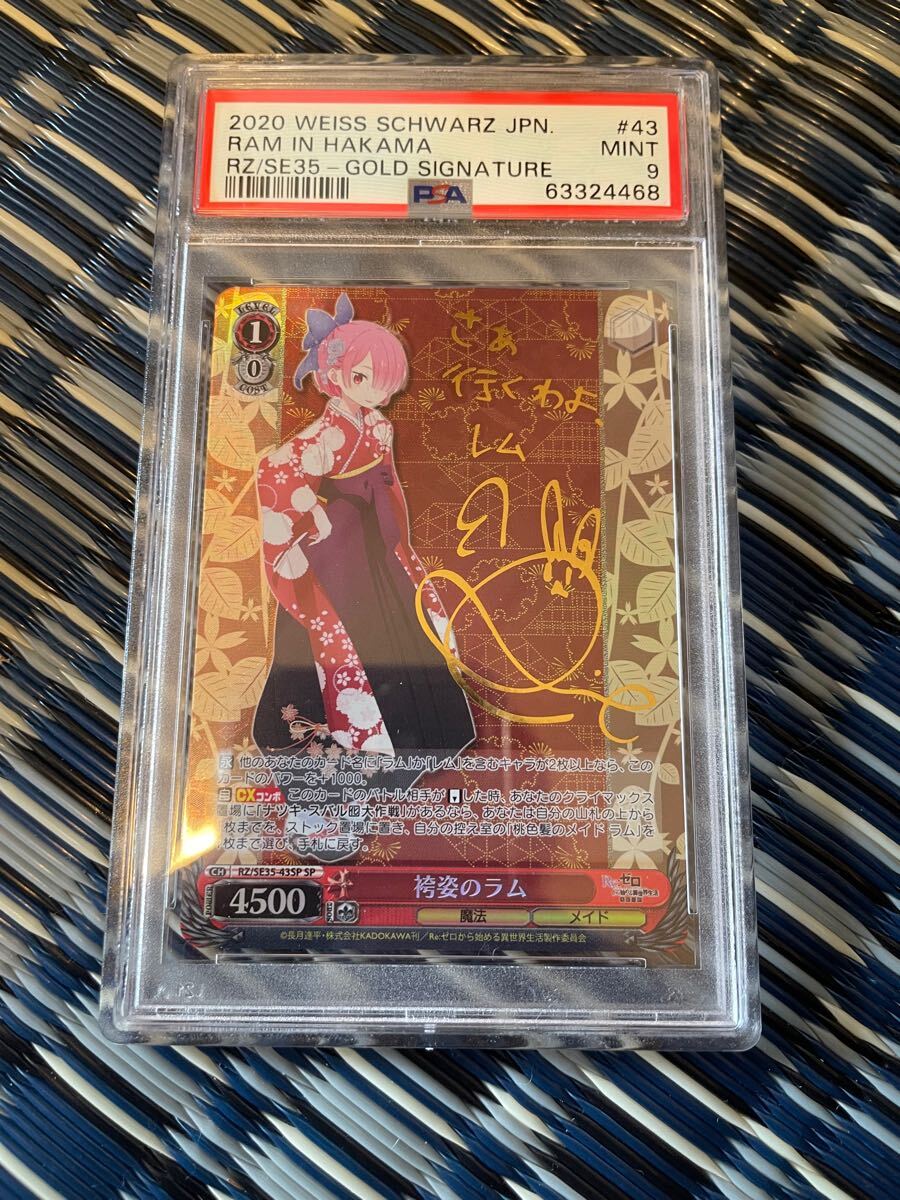 2020 WEISS SCHWARZ JPN. #43
RAM IN HAKAMA MINT
RZ/SE35-GOLD SIGNATURE 9
PSA 63324468
LEVEL
1
0
COST
さあ
行くわよ、
レム
永 他のあなたのカード名に「ラム」か「レム」を含むキャラが2枚以上なら、この
カードのパワーを+1000。
自 CXコンボ このカードのバトル相手が した時、あなたのクライマックス
置場に「ナツキ・スバル 大作戦」があるなら、あなたは自分の山札の上から
枚までを、ストック置場に置き、自分の控え室の「桃色髪のメイド ラム」を
枚まで選び、手札に戻す。
CH RZ/SE35-43SP SP
袴姿のラム
Re:ゼロ
4500
魔法 メイド
©長月達平・株式会社KADOKAWA刊/Re:ゼロから始める異世界生活製作委員会